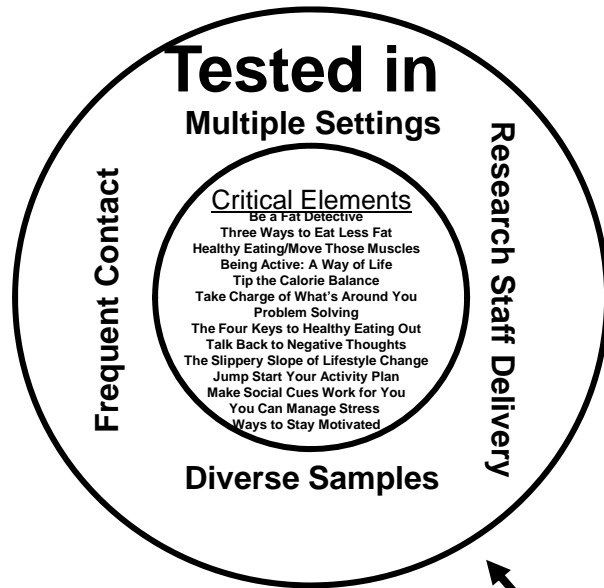 Tested in
Multiple Settings
Frequent Contact
Research Staff Delivery
Critical Elements
Be a Fat Detective
Three Ways to Eat Less Fat
Healthy Eating/Move Those Muscles
Being Active: A Way of Life
Tip the Calorie Balance
Take Charge of What's Around You
Problem Solving
The Four Keys to Healthy Eating Out
Talk Back to Negative Thoughts
The Slippery Slope of Lifestyle Change
Jump Start Your Activity Plan
Make Social Cues Work for You
You Can Manage Stress
Ways to Stay Motivated
Diverse Samples